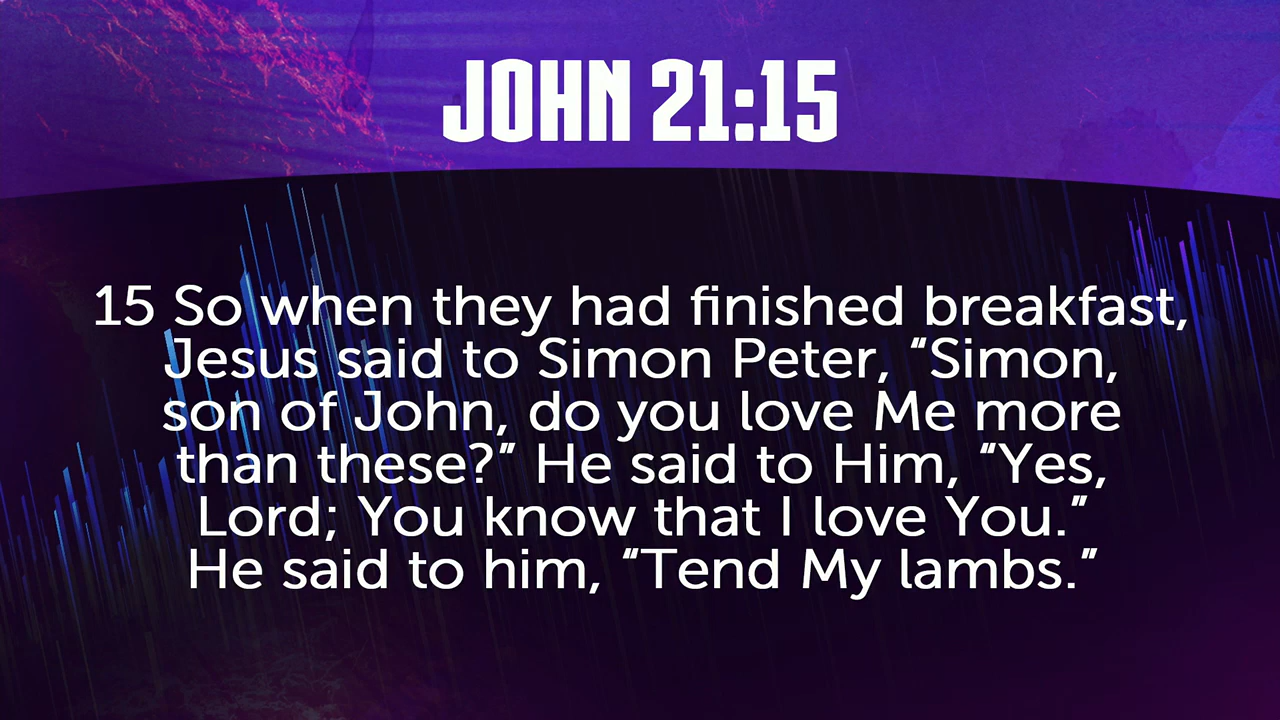 JOHN 21:15
15 So when they had finished breakfast,
Jesus said to Simon Peter, “Simon,
son of John, do you love Me more
than these?” He said to Him, “Yes,
Lord; You know that I love You.”
He said to him, “Tend My lambs.”